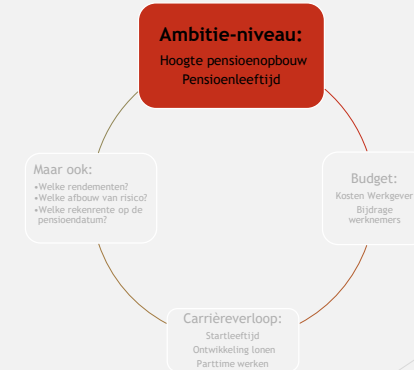 Ambitie-niveau:
Hoogte pensioenopbouw
Pensioenleeftijd
Budget:
Kosten Werkgever
Bijdrage
werknemers
Carrièreverloop:
Startleeftijd
Ontwikkeling lonen
Parttime werken
Maar ook:
•Welke rendementen?
•Welke afbouw van risico?
•Welke rekenrente op de
pensioendatum?